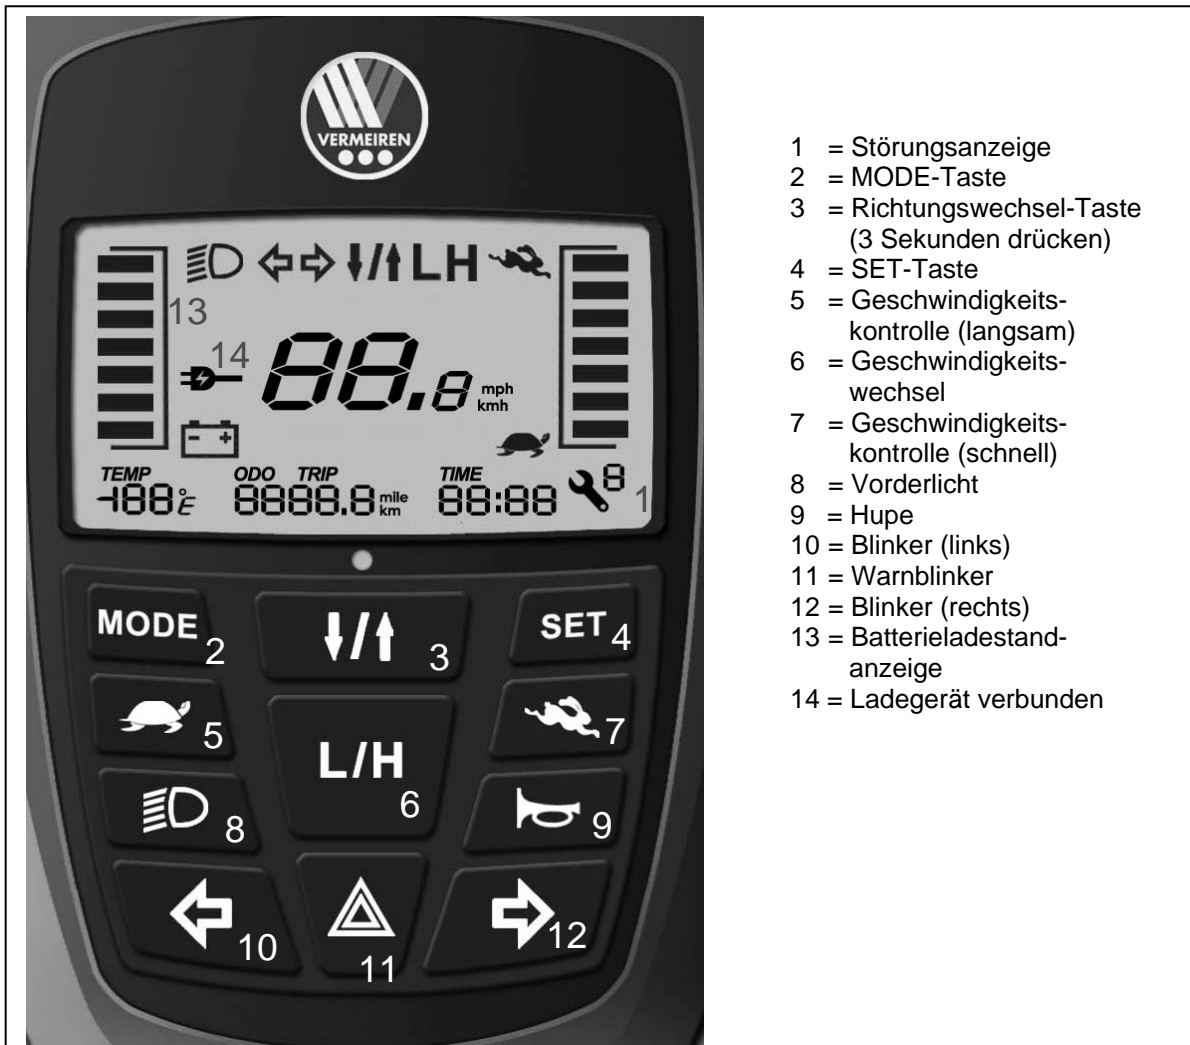 VERMEIREN
LH
13
14
88.8 mph
kmh
TEMP ODO TRIP TIME
-188°E 8888.8 mile
km 88:88 8 1
MODE 2
3
SET 4
5
L/H
6
7
8
9
10
11
12
1 = Störungsanzeige
2 = MODE-Taste
3 = Richtungswechsel-Taste
(3 Sekunden drücken)
4 = SET-Taste
5 = Geschwindigkeits-
kontrolle (langsam)
6 = Geschwindigkeits-
wechsel
7 = Geschwindigkeits-
kontrolle (schnell)
8 = Vorderlicht
9 = Hupe
10 = Blinker (links)
11 = Warnblinker
12 = Blinker (rechts)
13 = Batterieladestand-
anzeige
14 = Ladegerät verbunden